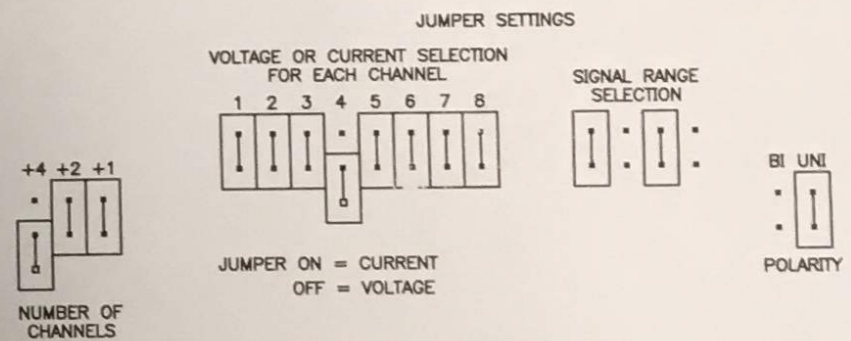 JUMPER SETTINGS
VOLTAGE OR CURRENT SELECTION
FOR EACH CHANNEL
1 2 3 4 5 6 7 8
SIGNAL RANGE
SELECTION
+4 +2 +1
BI UNI
JUMPER ON = CURRENT
OFF = VOLTAGE
POLARITY
NUMBER OF
CHANNELS